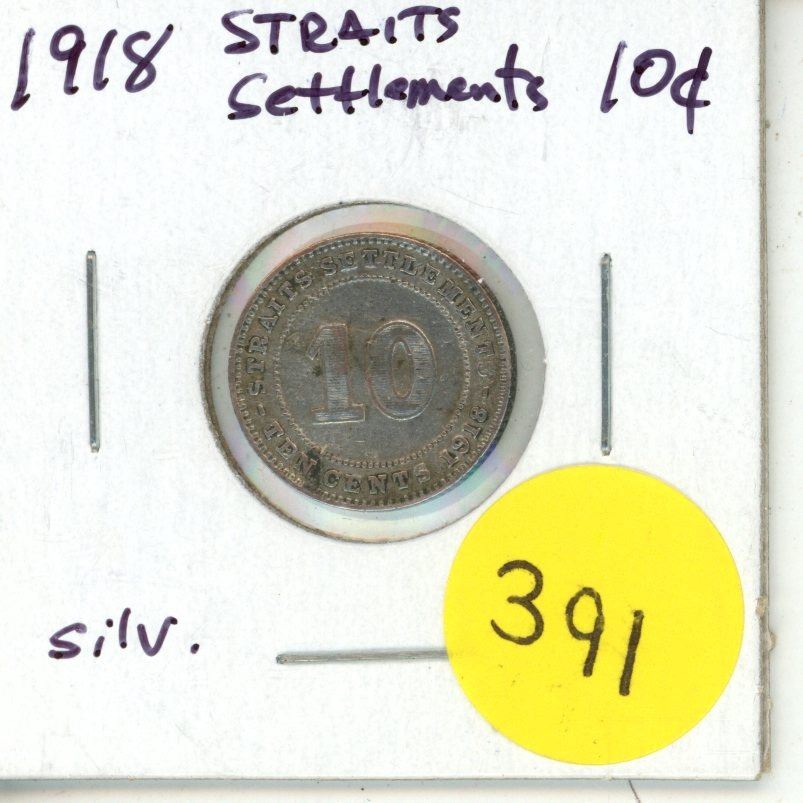 1918 STRAITS Settlements 10¢
STRAITS SETTLEMENTS
10
TEN CENTS 1918
silv.
391